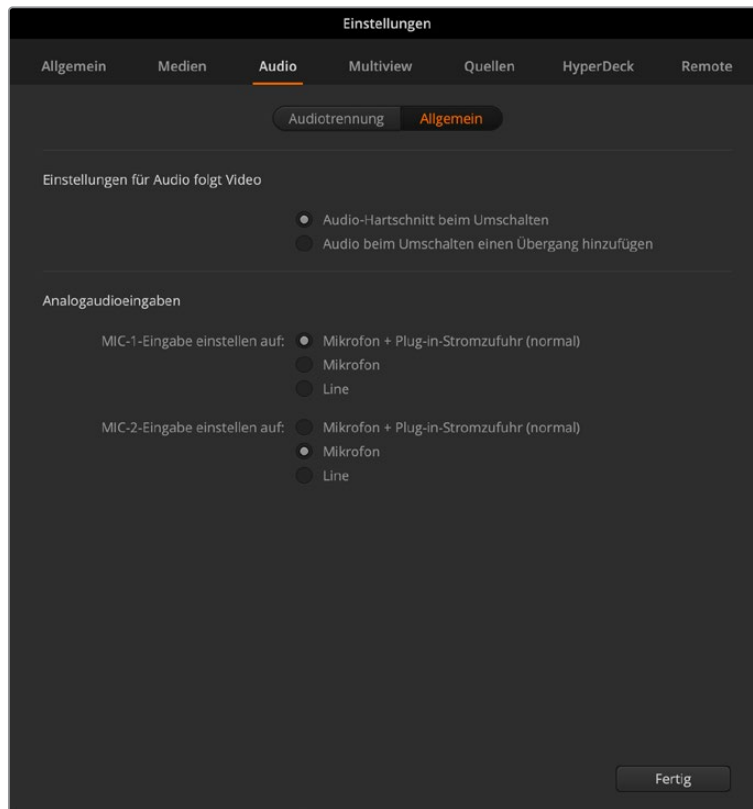 Einstellungen
Allgemein Medien Audio Multiview Quellen HyperDeck Remote
Audiotrennung Allgemein
Einstellungen für Audio folgt Video
Audio-Hartschnitt beim Umschalten
Audio beim Umschalten einen Übergang hinzufügen
Analogaudioeingaben
MIC-1-Eingabe einstellen auf: Mikrofon + Plug-in-Stromzufuhr (normal)
Mikrofon
Line
MIC-2-Eingabe einstellen auf: Mikrofon + Plug-in-Stromzufuhr (normal)
Mikrofon
Line
Fertig